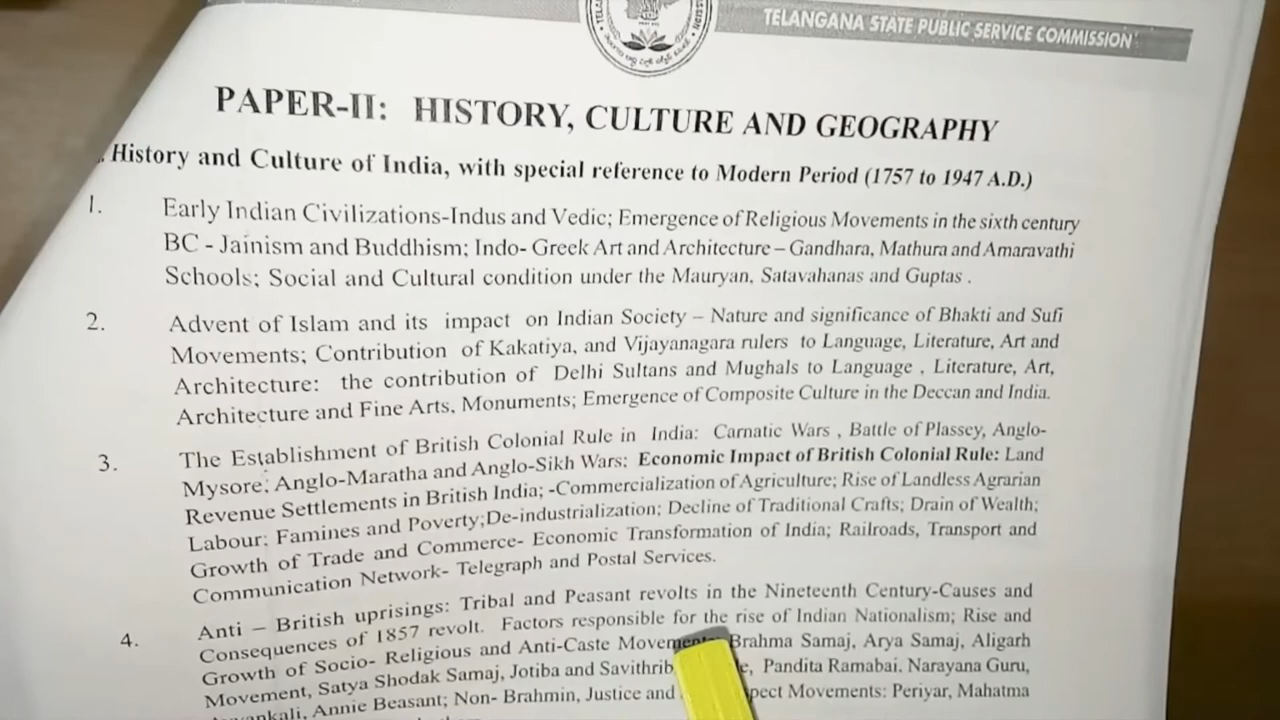 TELANGANA STATE PUBLIC SERVICE COMMISSION
PAPER-II: HISTORY, CULTURE AND GEOGRAPHY
. History and Culture of India, with special reference to Modern Period (1757 to 1947 A.D.)
1. Early Indian Civilizations-Indus and Vedic; Emergence of Religious Movements in the sixth century
BC - Jainism and Buddhism; Indo- Greek Art and Architecture – Gandhara, Mathura and Amaravathi
Schools; Social and Cultural condition under the Mauryan, Satavahanas and Guptas .
2. Advent of Islam and its impact on Indian Society – Nature and significance of Bhakti and Sufi
Movements; Contribution of Kakatiya, and Vijayanagara rulers to Language, Literature, Art and
Architecture: the contribution of Delhi Sultans and Mughals to Language , Literature, Art,
Architecture and Fine Arts, Monuments; Emergence of Composite Culture in the Deccan and India.
3. The Establishment of British Colonial Rule in India: Carnatic Wars , Battle of Plassey, Anglo-
Mysore; Anglo-Maratha and Anglo-Sikh Wars; Economic Impact of British Colonial Rule: Land
Revenue Settlements in British India; -Commercialization of Agriculture; Rise of Landless Agrarian
Labour; Famines and Poverty;De-industrialization; Decline of Traditional Crafts; Drain of Wealth;
Growth of Trade and Commerce- Economic Transformation of India; Railroads, Transport and
Communication Network- Telegraph and Postal Services.
4. Anti – British uprisings: Tribal and Peasant revolts in the Nineteenth Century-Causes and
Consequences of 1857 revolt. Factors responsible for the rise of Indian Nationalism; Rise and
Growth of Socio- Religious and Anti-Caste Brahma Samaj, Arya Samaj, Aligarh
Movement, Satya Shodak Samaj, Jotiba and Pandita Ramabai. Narayana Guru,
Annie Beasant; Non- Brahmin, Justice and Movements: Periyar, Mahatma